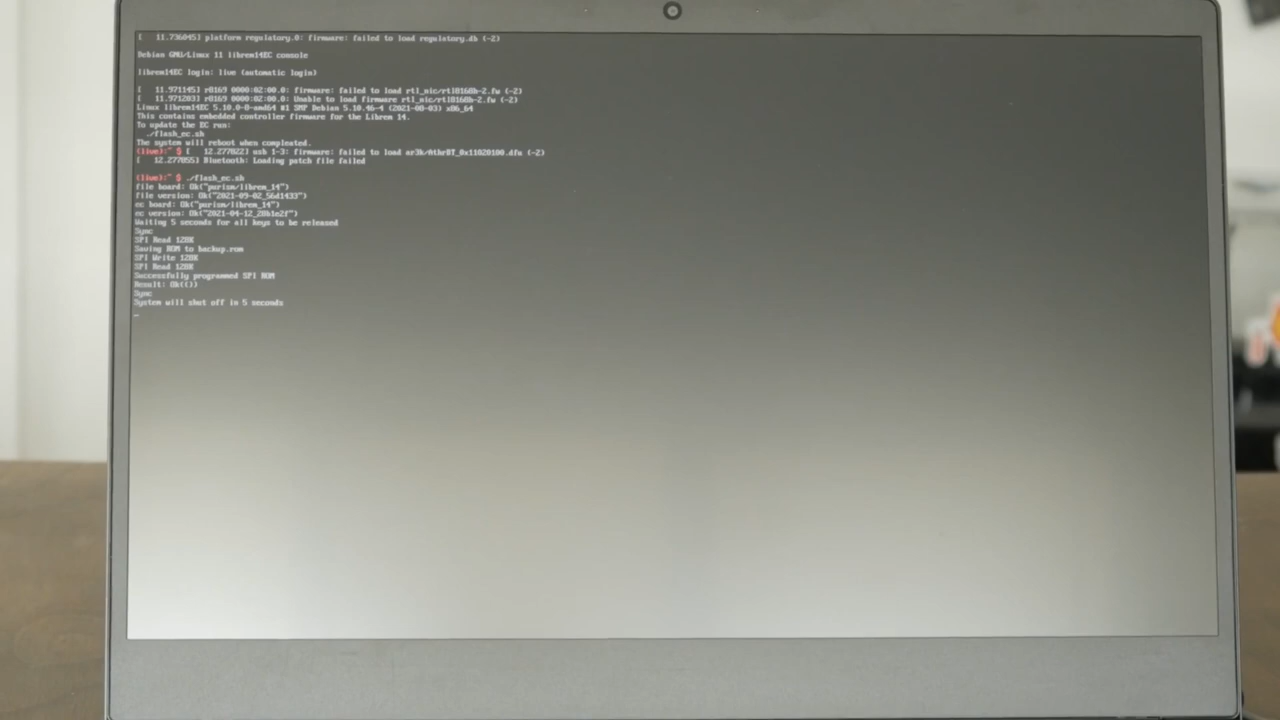 [   11.736045] platform regulatory.0: firmware: failed to load regulatory.db (-2)
Debian GNU/Linux 11 librem14EC console
librem14EC login: live (automatic login)
[   11.971145] r8169 0000:02:00.0: firmware: failed to load rtl_nic/rtl8168h-2.fw (-2)
[   11.971203] r8169 0000:02:00.0: Unable to load firmware rtl_nic/rtl8168h-2.fw (-2)
Linux librem14EC 5.10.0-8-amd64 #1 SMP Debian 5.10.46-4 (2021-08-03) x86_64
This contains embedded controller firmware for the Librem 14.
To update the EC run:
./flash_ec.sh
The system will reboot when compleated.
(live):~ $ [   12.277022] usb 1-3: firmware: failed to load ar3k/AthrBT_0x11020100.dfu (-2)
[   12.277055] Bluetooth: Loading patch file failed
(live):~ $ ./flash_ec.sh
file board: Ok("purism/librem_14")
file version: Ok("2021-09-02_56d1433")
ec board: Ok("purism/librem_14")
ec version: Ok("2021-04-12_28b1e2f")
Waiting 5 seconds for all keys to be released
Sync
SPI Read 128K
Saving ROM to backup.rom
SPI Write 128K
SPI Read 128K
Successfully programmed SPI ROM
Result: Ok(())
Sync
System will shut off in 5 seconds